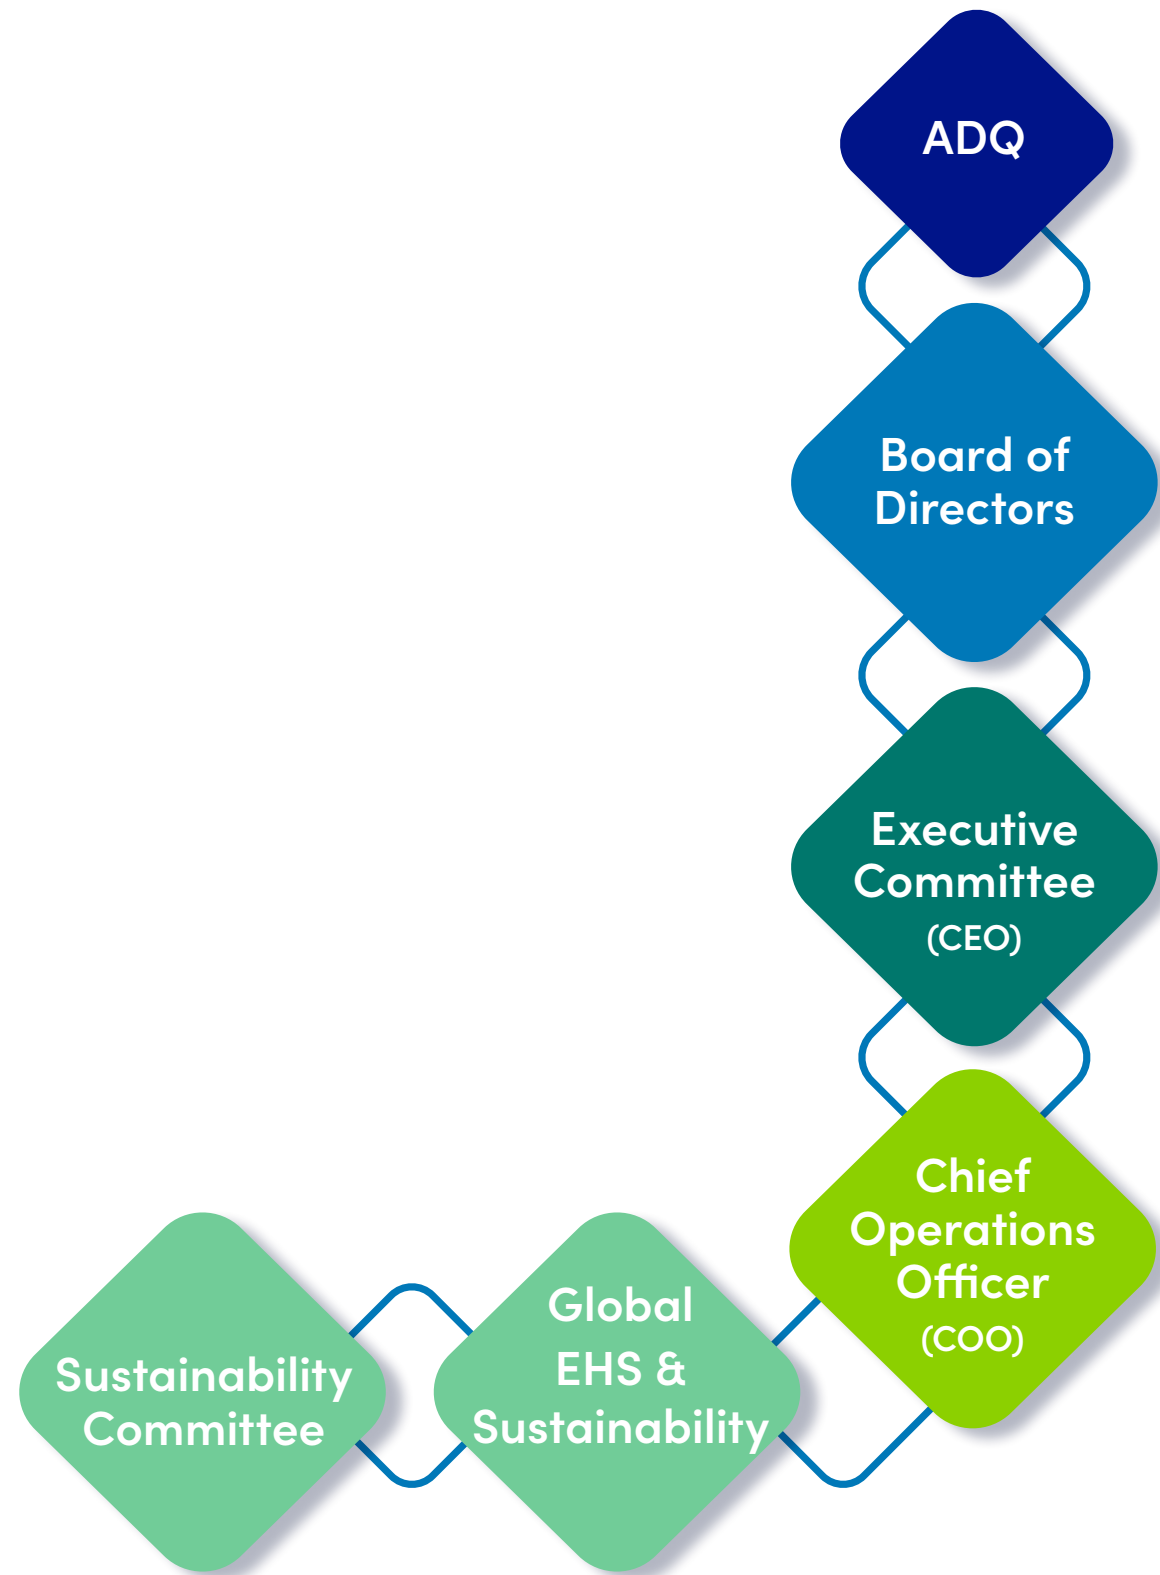 ADQ
Board of
Directors
Executive
Committee
(CEO)
Chief
Operations
Officer
(COO)
Global
EHS &
Sustainability
Sustainability
Committee